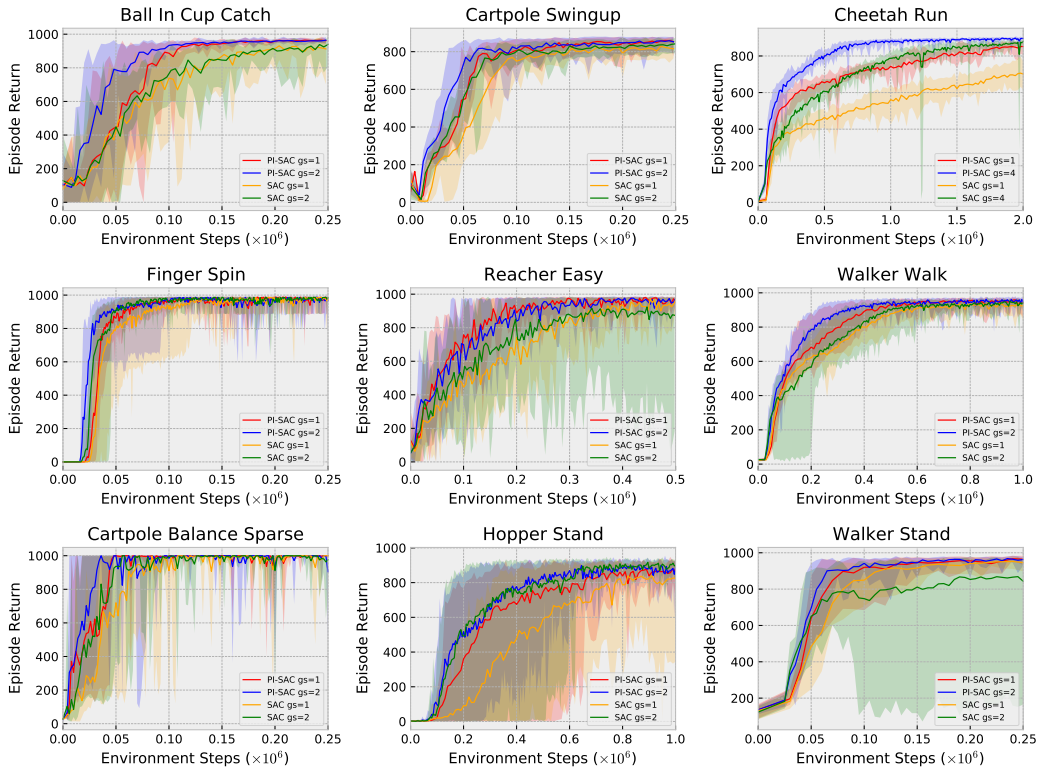 Ball In Cup Catch
Episode Return
1000
800
600
400
200
0
0.00 0.05 0.10 0.15 0.20 0.25
Environment Steps (×10⁶)
PI-SAC gs=1
PI-SAC gs=2
SAC gs=1
SAC gs=2
Cartpole Swingup
Episode Return
800
600
400
200
0
0.00 0.05 0.10 0.15 0.20 0.25
Environment Steps (×10⁶)
PI-SAC gs=1
PI-SAC gs=2
SAC gs=1
SAC gs=2
Cheetah Run
Episode Return
800
600
400
200
0
0.0 0.5 1.0 1.5 2.0
Environment Steps (×10⁶)
PI-SAC gs=1
PI-SAC gs=4
SAC gs=1
SAC gs=4
Finger Spin
Episode Return
1000
800
600
400
200
0
0.00 0.05 0.10 0.15 0.20 0.25
Environment Steps (×10⁶)
PI-SAC gs=1
PI-SAC gs=2
SAC gs=1
SAC gs=2
Reacher Easy
Episode Return
1000
800
600
400
200
0
0.0 0.1 0.2 0.3 0.4 0.5
Environment Steps (×10⁶)
PI-SAC gs=1
PI-SAC gs=2
SAC gs=1
SAC gs=2
Walker Walk
Episode Return
1000
800
600
400
200
0
0.0 0.2 0.4 0.6 0.8 1.0
Environment Steps (×10⁶)
PI-SAC gs=1
PI-SAC gs=2
SAC gs=1
SAC gs=2
Cartpole Balance Sparse
Episode Return
1000
800
600
400
200
0
0.00 0.05 0.10 0.15 0.20 0.25
Environment Steps (×10⁶)
PI-SAC gs=1
PI-SAC gs=2
SAC gs=1
SAC gs=2
Hopper Stand
Episode Return
1000
800
600
400
200
0
0.0 0.2 0.4 0.6 0.8 1.0
Environment Steps (×10⁶)
PI-SAC gs=1
PI-SAC gs=2
SAC gs=1
SAC gs=2
Walker Stand
Episode Return
1000
800
600
400
200
0.00 0.05 0.10 0.15 0.20 0.25
Environment Steps (×10⁶)
PI-SAC gs=1
PI-SAC gs=2
SAC gs=1
SAC gs=2